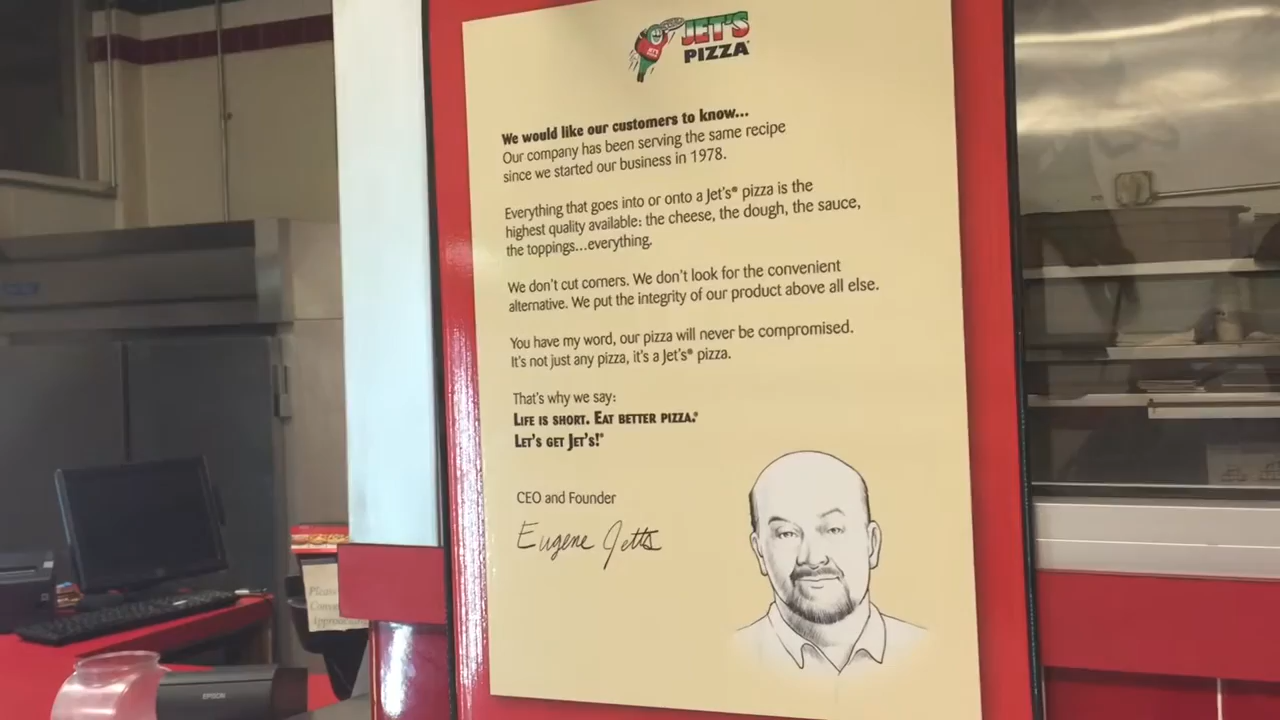 JET'S
PIZZA
We would like our customers to know...
Our company has been serving the same recipe
since we started our business in 1978.
Everything that goes into or onto a Jet's® pizza is the
highest quality available: the cheese, the dough, the sauce,
the toppings...everything.
We don't cut corners. We don't look for the convenient
alternative. We put the integrity of our product above all else.
You have my word, our pizza will never be compromised.
It's not just any pizza, it's a Jet's® pizza.
That's why we say:
LIFE IS SHORT. EAT BETTER PIZZA.®
LET'S GET JET'S!®
CEO and Founder
Eugene Jetts
EPSON